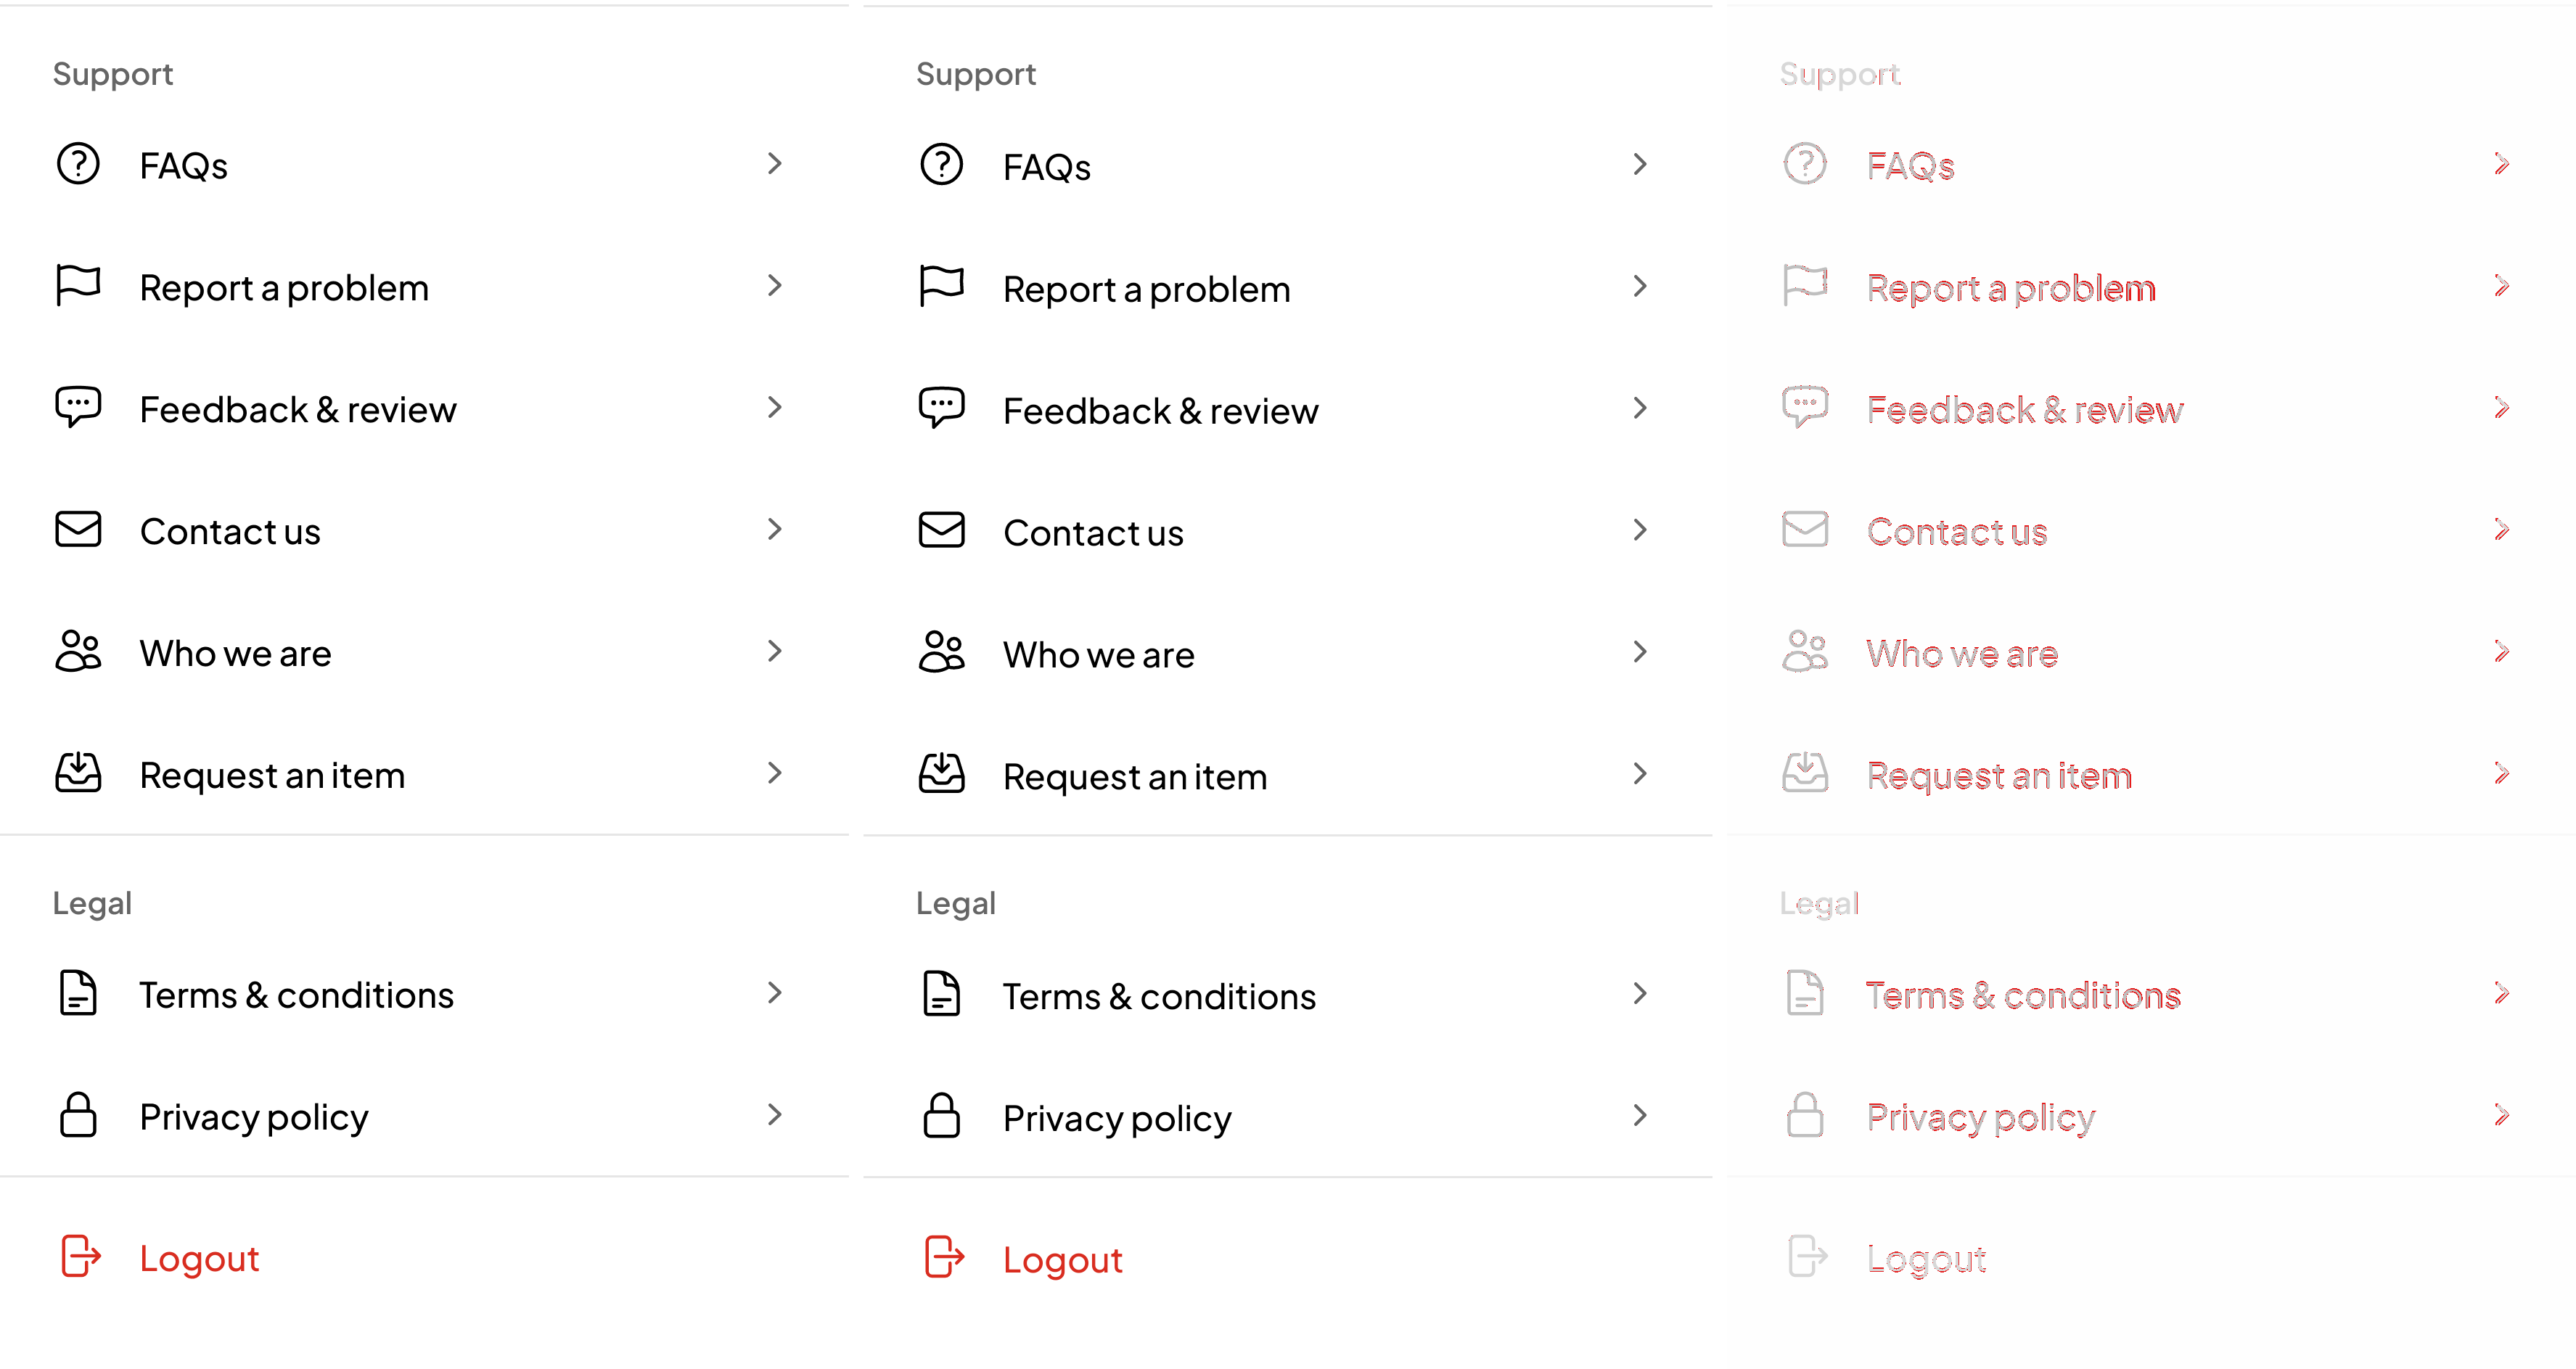 Support
FAQs
Report a problem
Feedback & review
Contact us
Who we are
Request an item
Legal
Terms & conditions
Privacy policy
Logout
Support
FAQs
Report a problem
Feedback & review
Contact us
Who we are
Request an item
Legal
Terms & conditions
Privacy policy
Logout
Support
FAQs
Report a problem
Feedback & review
Contact us
Who we are
Request an item
Legal
Terms & conditions
Privacy policy
Logout